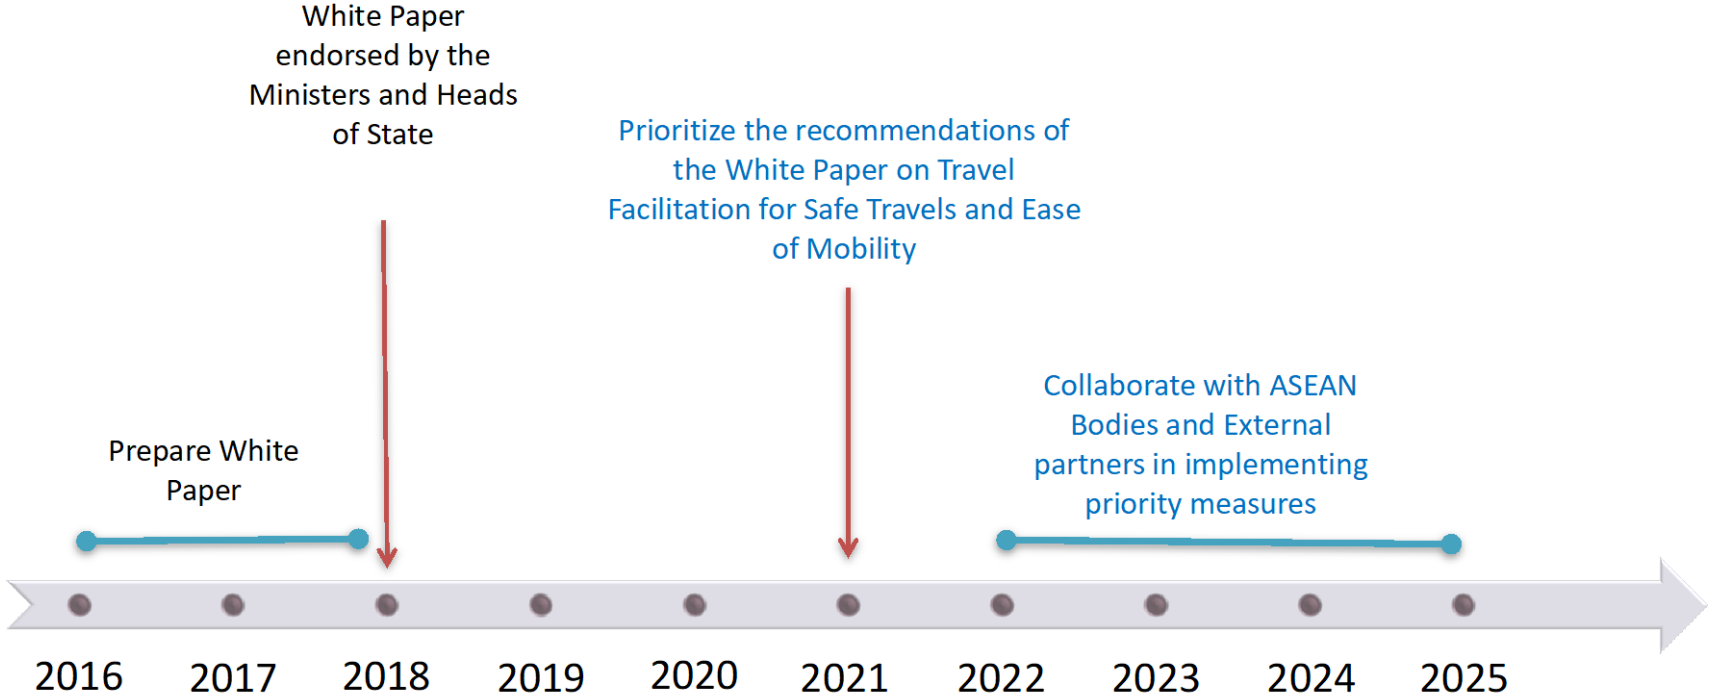 White Paper
endorsed by the
Ministers and Heads
of State
Prioritize the recommendations of
the White Paper on Travel
Facilitation for Safe Travels and Ease
of Mobility
Collaborate with ASEAN
Bodies and External
partners in implementing
priority measures
Prepare White
Paper
2016 2017 2018 2019 2020 2021 2022 2023 2024 2025